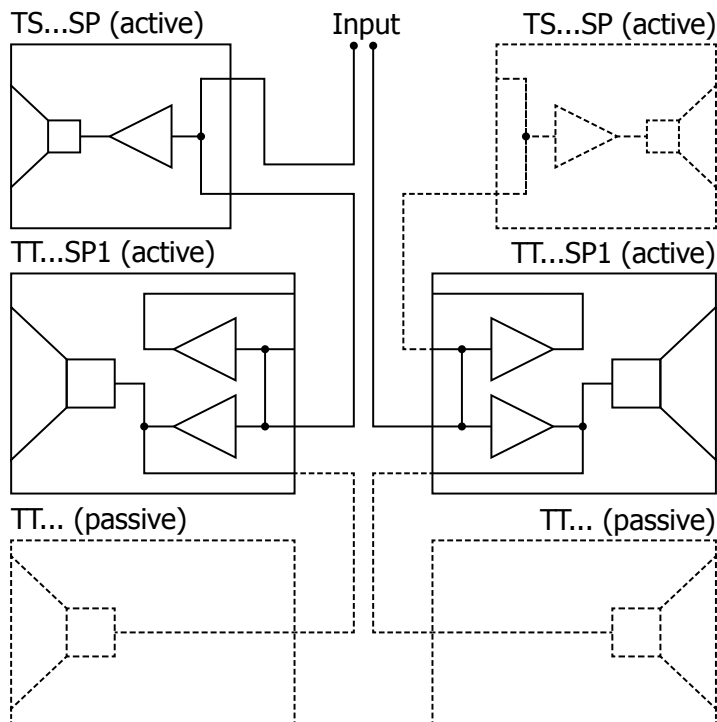 TS...SP (active)
Input
TS...SP (active)
TT...SP1 (active)
TT...SP1 (active)
TT... (passive)
TT... (passive)